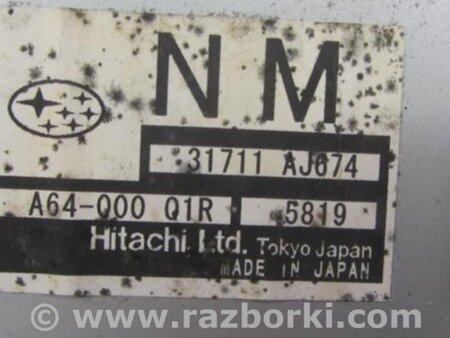 NM
31711 AJ674
A64-000 Q1R 5819
Hitachi Ltd. Tokyo Japan
MADE IN JAPAN
© www.razborki.com